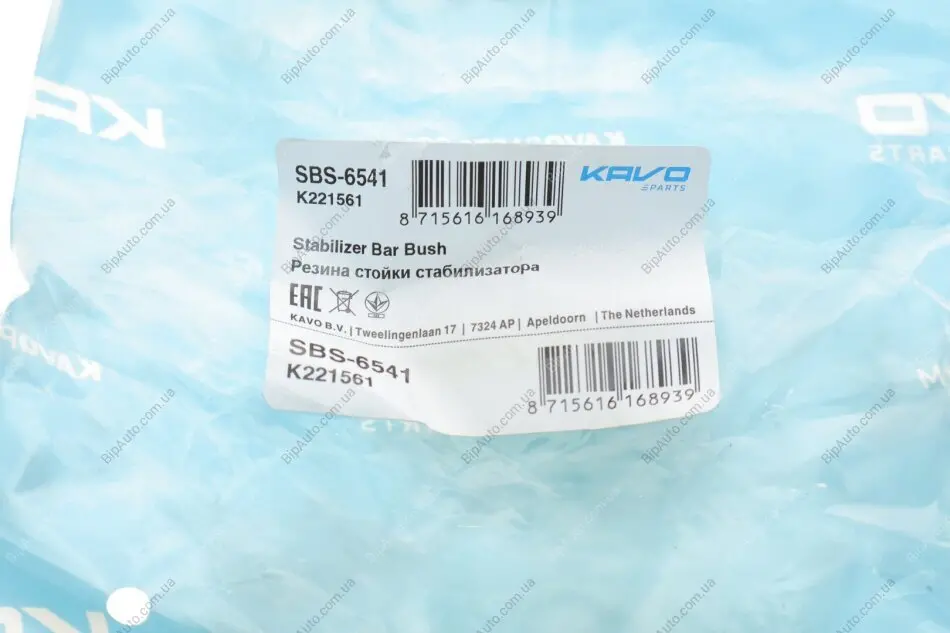 SBS-6541
K221561
8 715616 168939
KAVO
PARTS
Stabilizer Bar Bush
Резина стойки стабилизатора
EAC
KAVO B.V. | Tweelingenlaan 17 | 7324 AP | Apeldoorn | The Netherlands
SBS-6541
K221561
8 715616 168939
BipAuto.com.ua